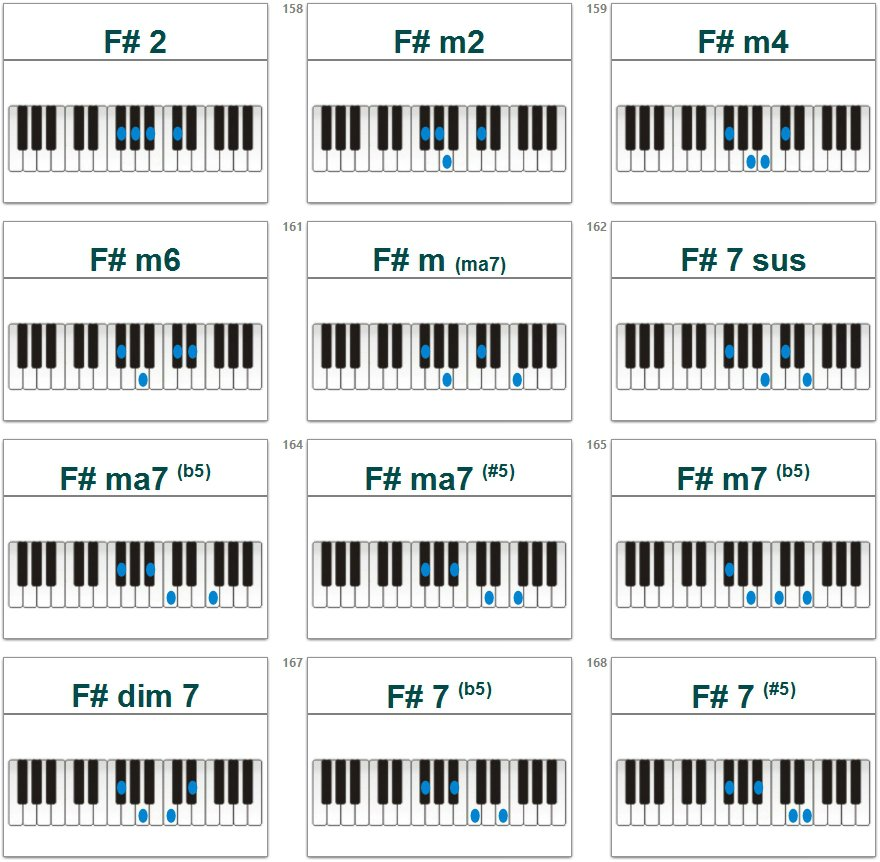 F# 2
158
F# m2
159
F# m4
F# m6
161
F# m (ma7)
162
F# 7 sus
F# ma7 (b5)
164
F# ma7 (#5)
165
F# m7 (b5)
F# dim 7
167
F# 7 (b5)
168
F# 7 (#5)